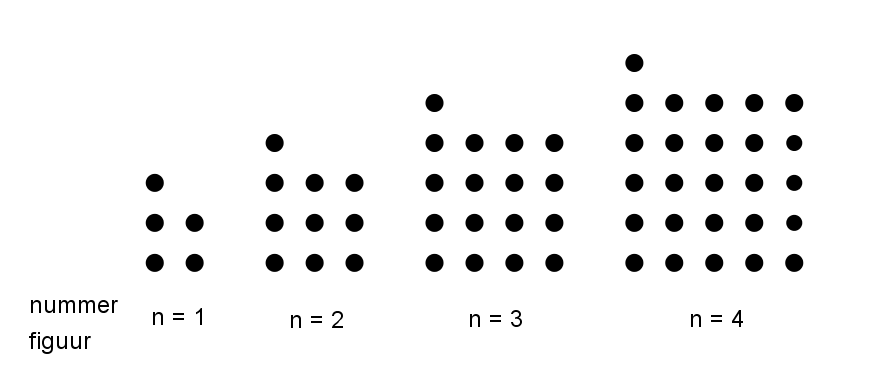 nummer
figuur
n = 1
n = 2
n = 3
n = 4